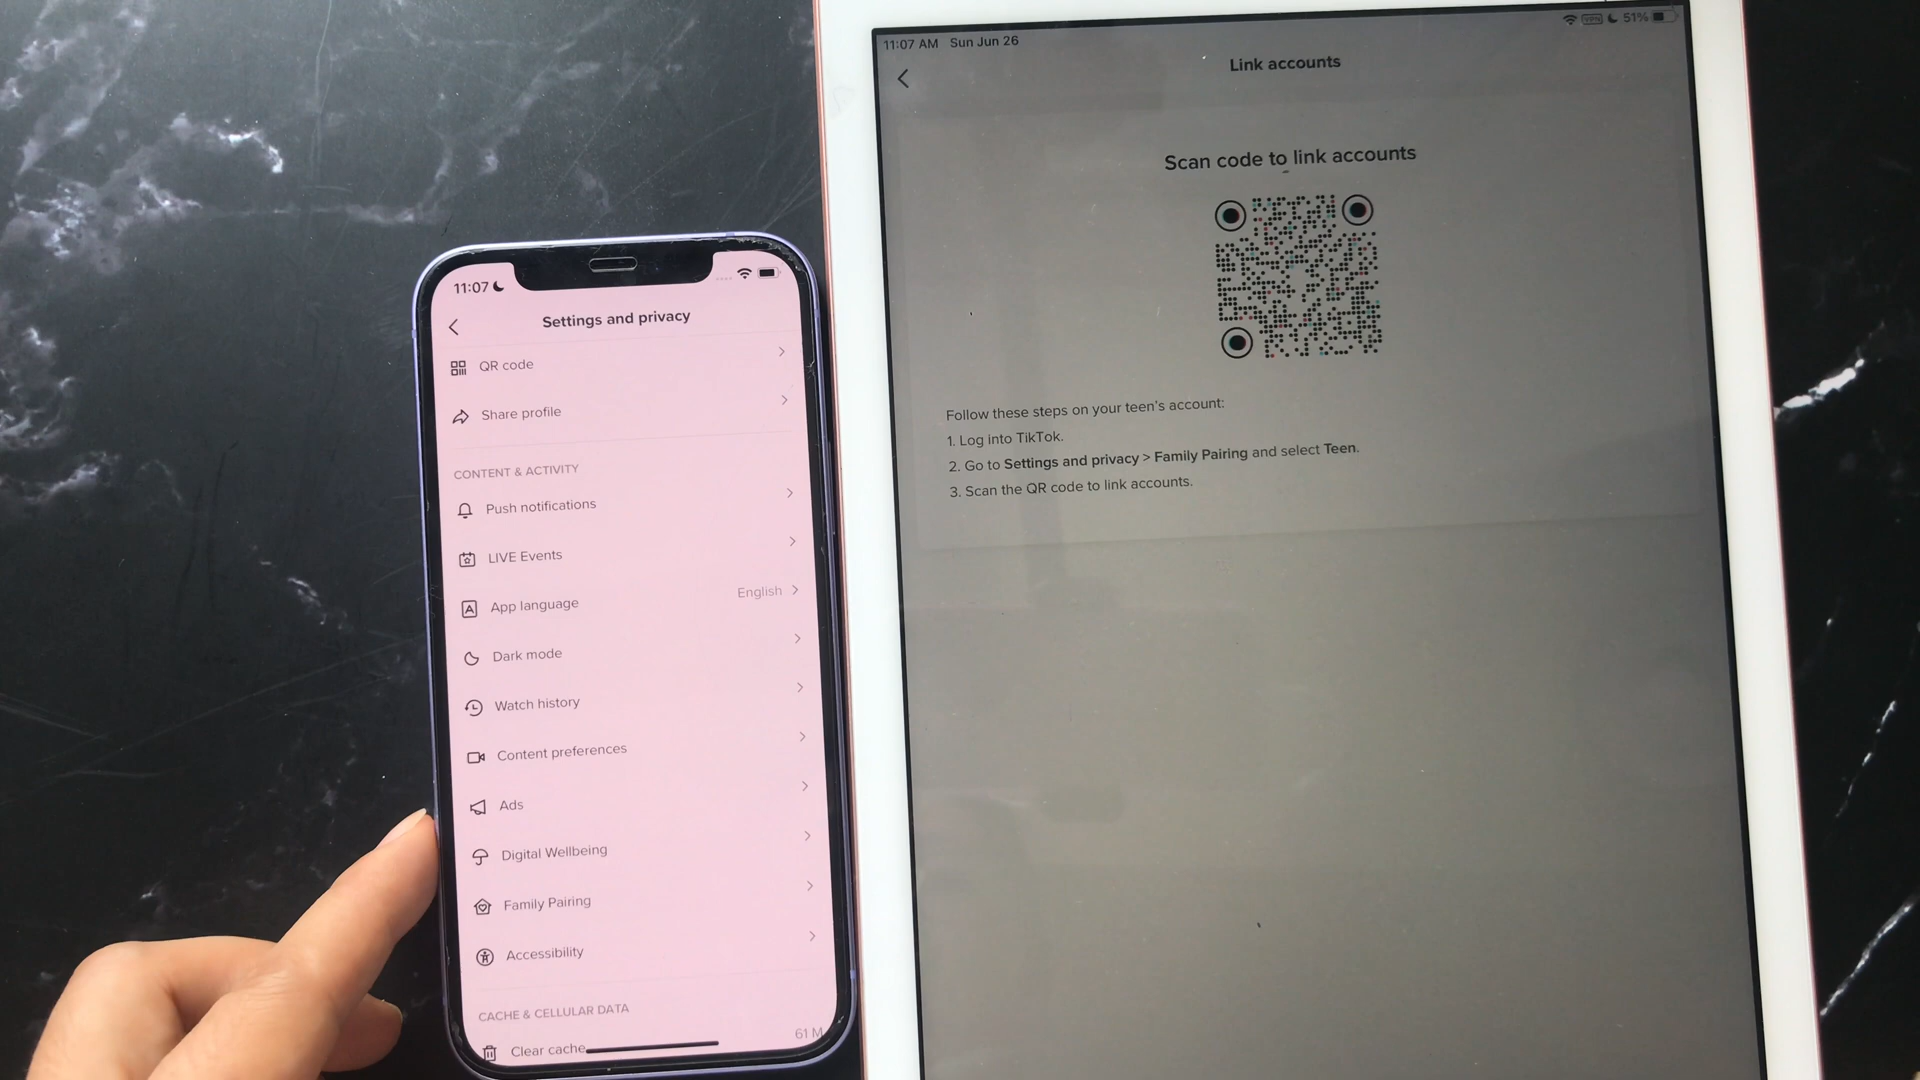 11:07
Settings and privacy
QR code
Share profile
CONTENT & ACTIVITY
Push notifications
LIVE Events
App language English
Dark mode
Watch history
Content preferences
Ads
Digital Wellbeing
Family Pairing
Accessibility
CACHE & CELLULAR DATA
Clear cache 61 M
11:07 AM Sun Jun 26
VPN 51%
Link accounts
Scan code to link accounts
Follow these steps on your teen's account:
1. Log into TikTok.
2. Go to Settings and privacy > Family Pairing and select Teen.
3. Scan the QR code to link accounts.